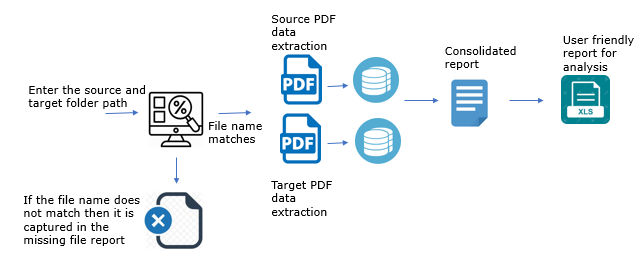 Source PDF
data
extraction
User friendly
report for
analysis
Consolidated
report
Enter the source and
target folder path
PDF
XLS
File name
matches
PDF
Target PDF
data
extraction
If the file name does
not match then it is
captured in the
missing file report